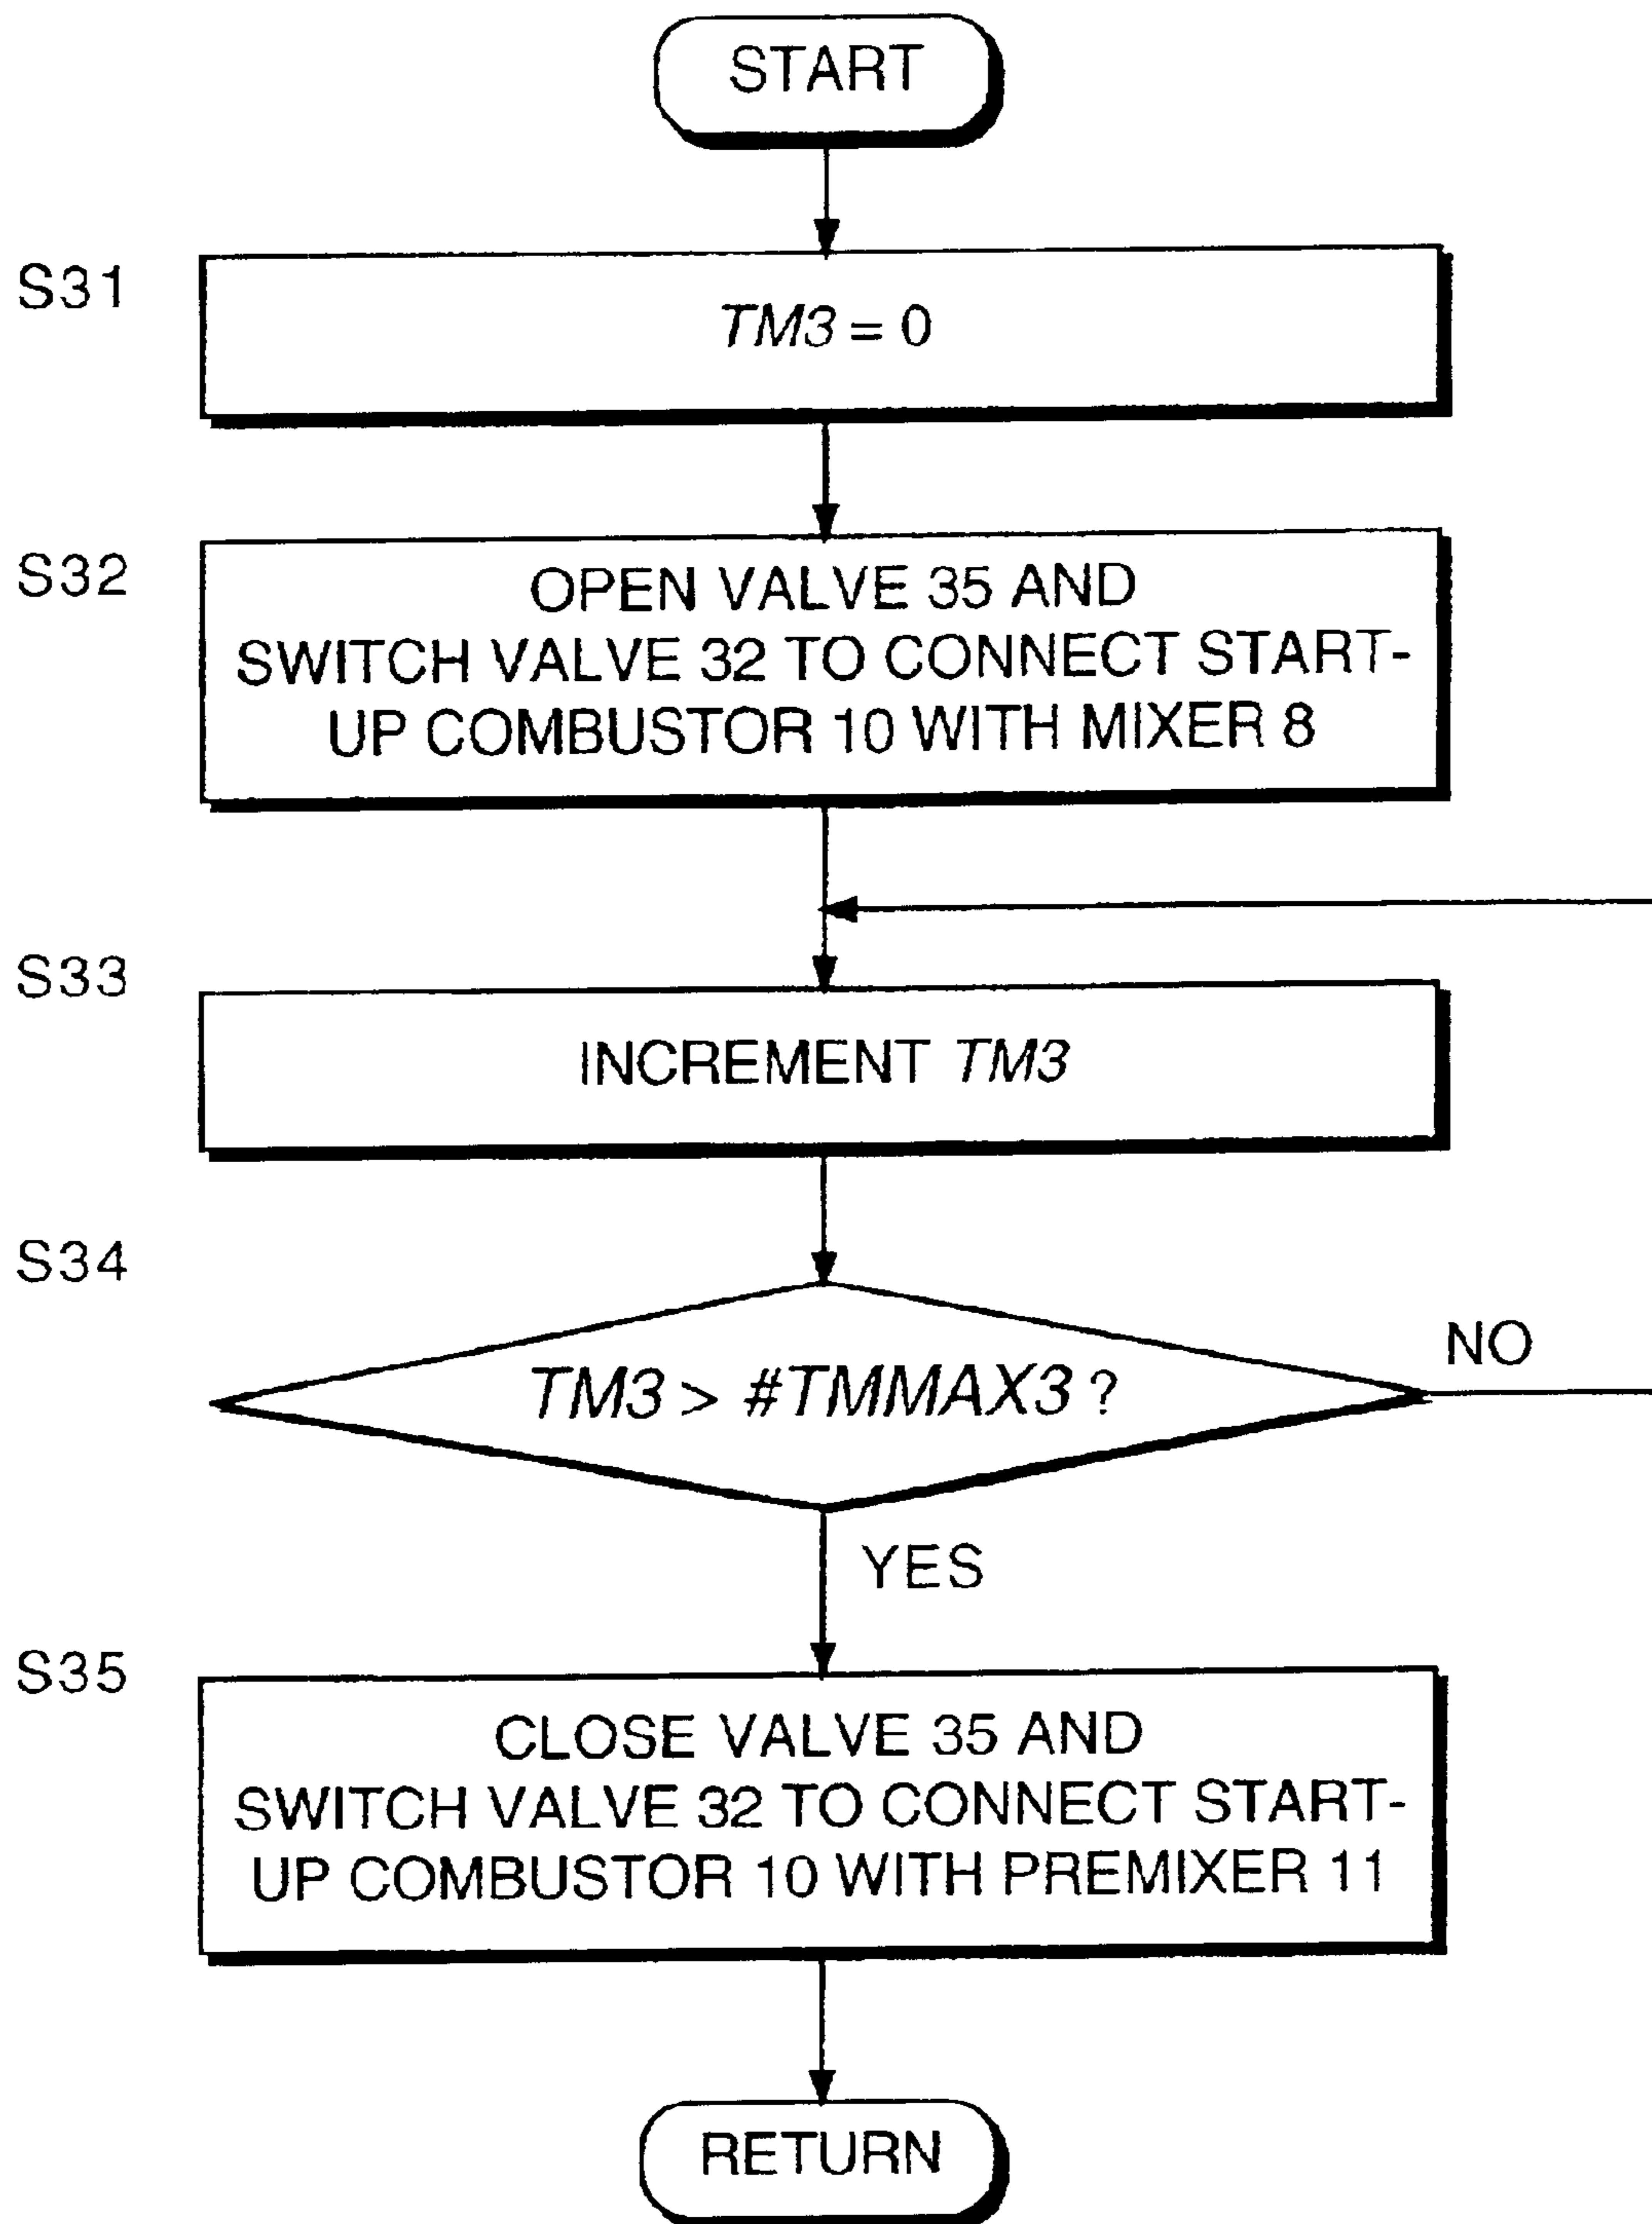 START
S31
TM3 = 0
S32
OPEN VALVE 35 AND
SWITCH VALVE 32 TO CONNECT START-
UP COMBUSTOR 10 WITH MIXER 8
S33
INCREMENT TM3
S34
TM3 > #TMMAX3 ?
NO
YES
S35
CLOSE VALVE 35 AND
SWITCH VALVE 32 TO CONNECT START-
UP COMBUSTOR 10 WITH PREMIXER 11
RETURN